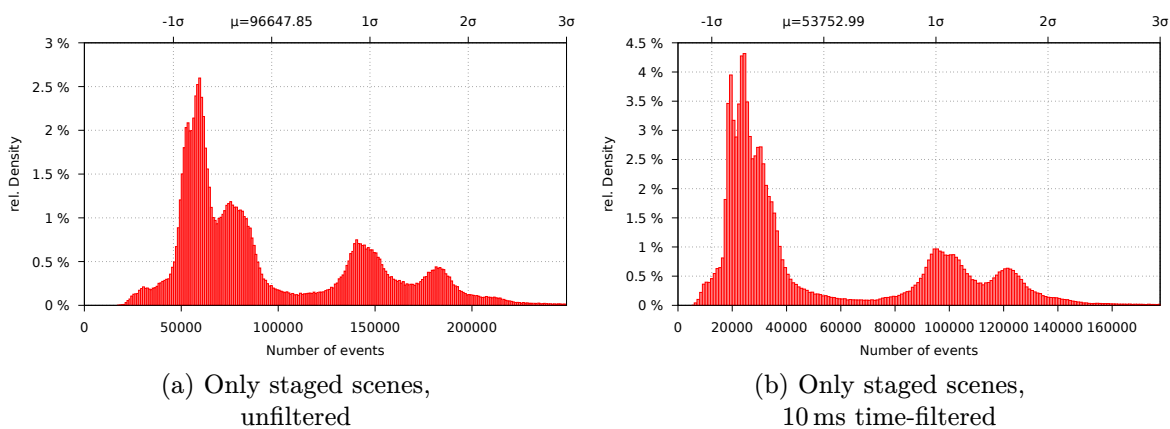 -1σ μ=96647.85 1σ 2σ 3σ
3 %
2.5 %
2 %
1.5 %
1 %
0.5 %
0 %
rel. Density
0 50000 100000 150000 200000
Number of events
(a) Only staged scenes,
unfiltered
-1σ μ=53752.99 1σ 2σ 3σ
4.5 %
4 %
3.5 %
3 %
2.5 %
2 %
1.5 %
1 %
0.5 %
0 %
rel. Density
0 20000 40000 60000 80000 100000 120000 140000 160000
Number of events
(b) Only staged scenes,
10 ms time-filtered